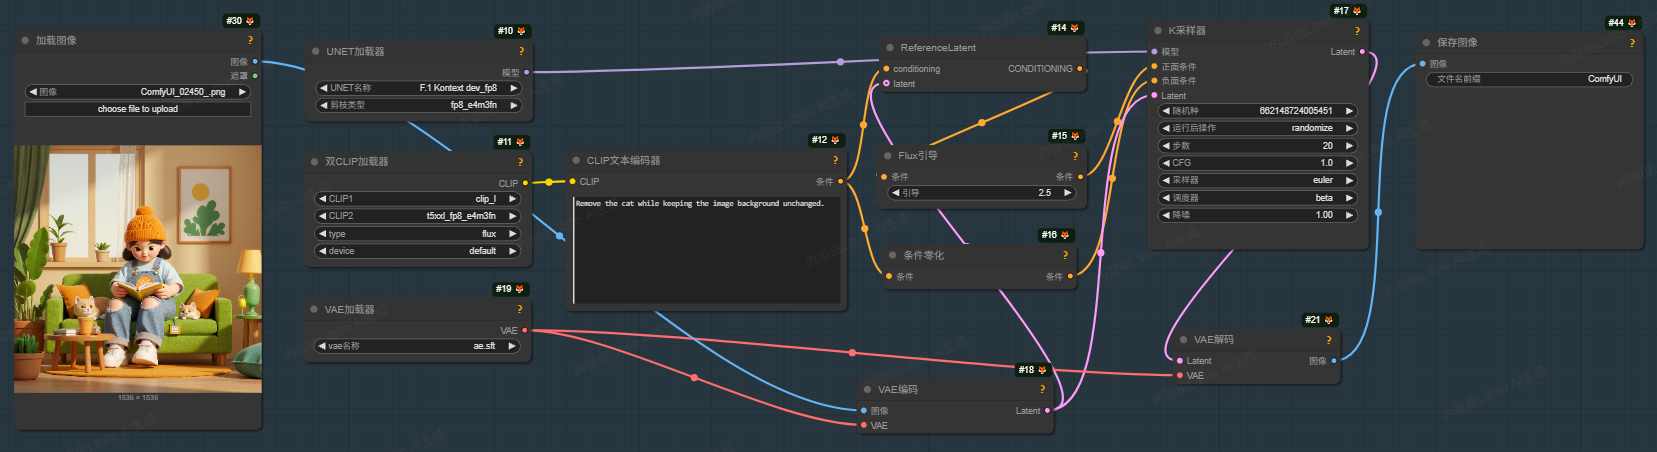 #30
加载图像
?
图像
遮罩
图像
ComfyUI_02450_.png
choose file to upload
1536 × 1536
#10
UNET加载器
?
模型
UNET名称
F.1 Kontext dev_fp8
剪枝类型
fp8_e4m3fn
#11
双CLIP加载器
?
CLIP
CLIP1
clip_l
CLIP2
t5xxl_fp8_e4m3fn
type
flux
device
default
#19
VAE加载器
?
VAE
vae名称
ae.sft
#12
CLIP文本编码器
?
CLIP
条件
Remove the cat while keeping the image background unchanged.
#14
ReferenceLatent
?
conditioning
CONDITIONING
latent
#15
Flux引导
?
条件
条件
引导
2.5
#16
条件零化
?
条件
条件
#18
VAE编码
?
图像
Latent
VAE
#17
K采样器
?
模型
Latent
正面条件
负面条件
Latent
随机种
662148724005451
运行后操作
randomize
步数
20
CFG
1.0
采样器
euler
调度器
beta
降噪
1.00
#21
VAE解码
?
Latent
图像
VAE
#44
保存图像
?
图像
文件名前缀
ComfyUI